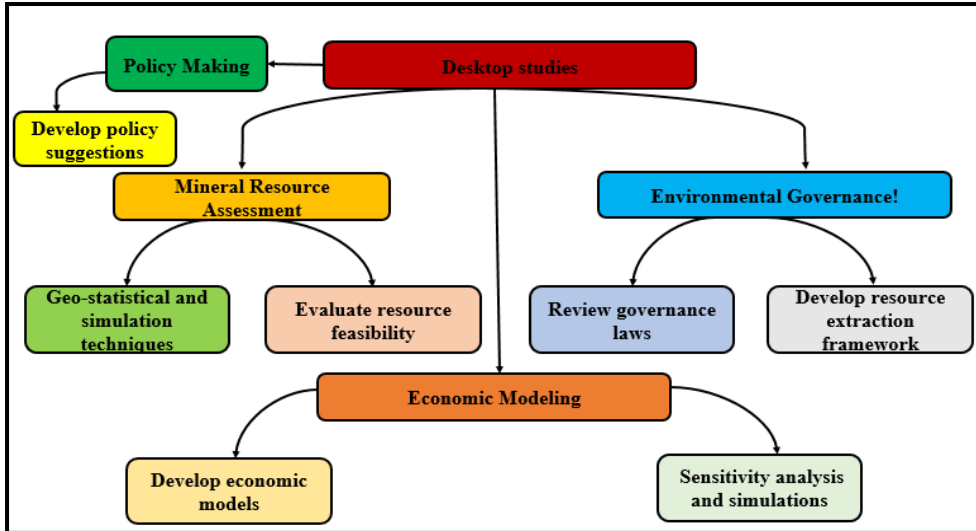 Policy Making
Desktop studies
Develop policy
suggestions
Mineral Resource
Assessment
Environmental Governance!
Geo-statistical and
simulation
techniques
Evaluate resource
feasibility
Review governance
laws
Develop resource
extraction
framework
Economic Modeling
Develop economic
models
Sensitivity analysis
and simulations